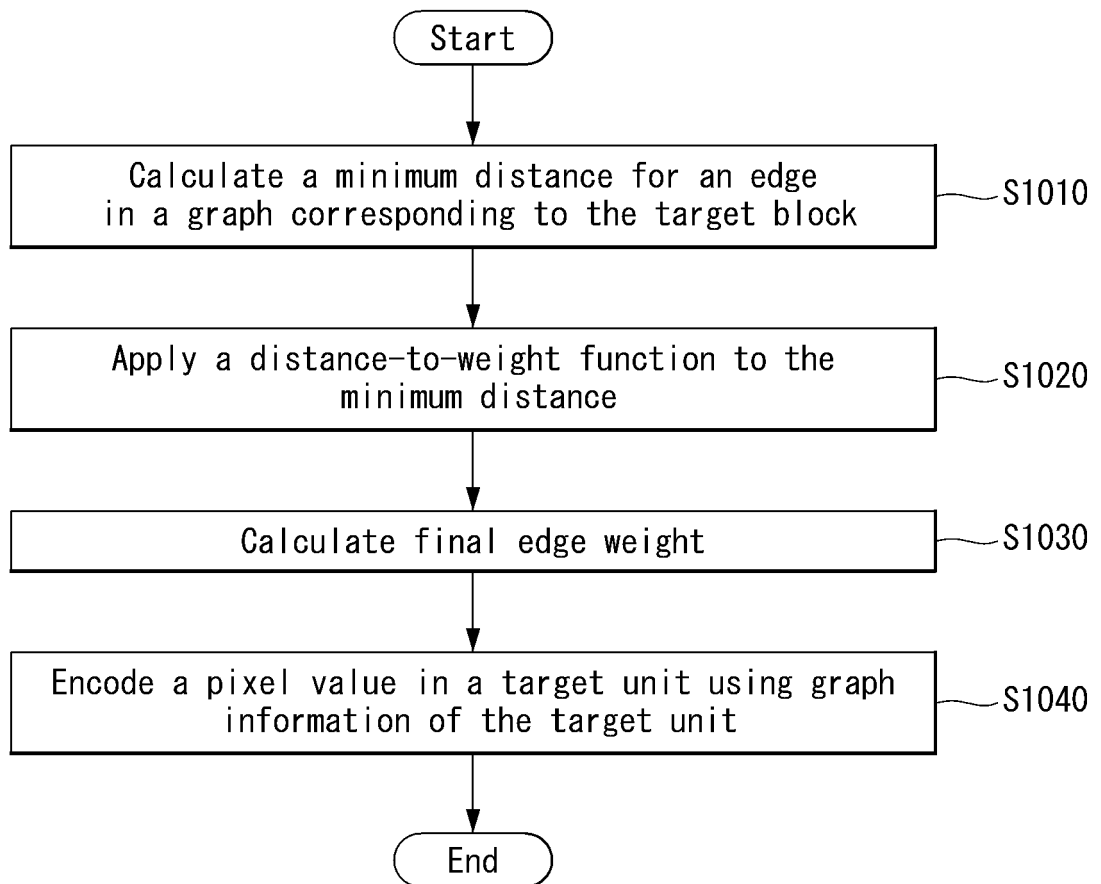 Start
Calculate a minimum distance for an edge
in a graph corresponding to the target block
S1010
Apply a distance-to-weight function to the
minimum distance
S1020
Calculate final edge weight
S1030
Encode a pixel value in a target unit using graph
information of the target unit
S1040
End